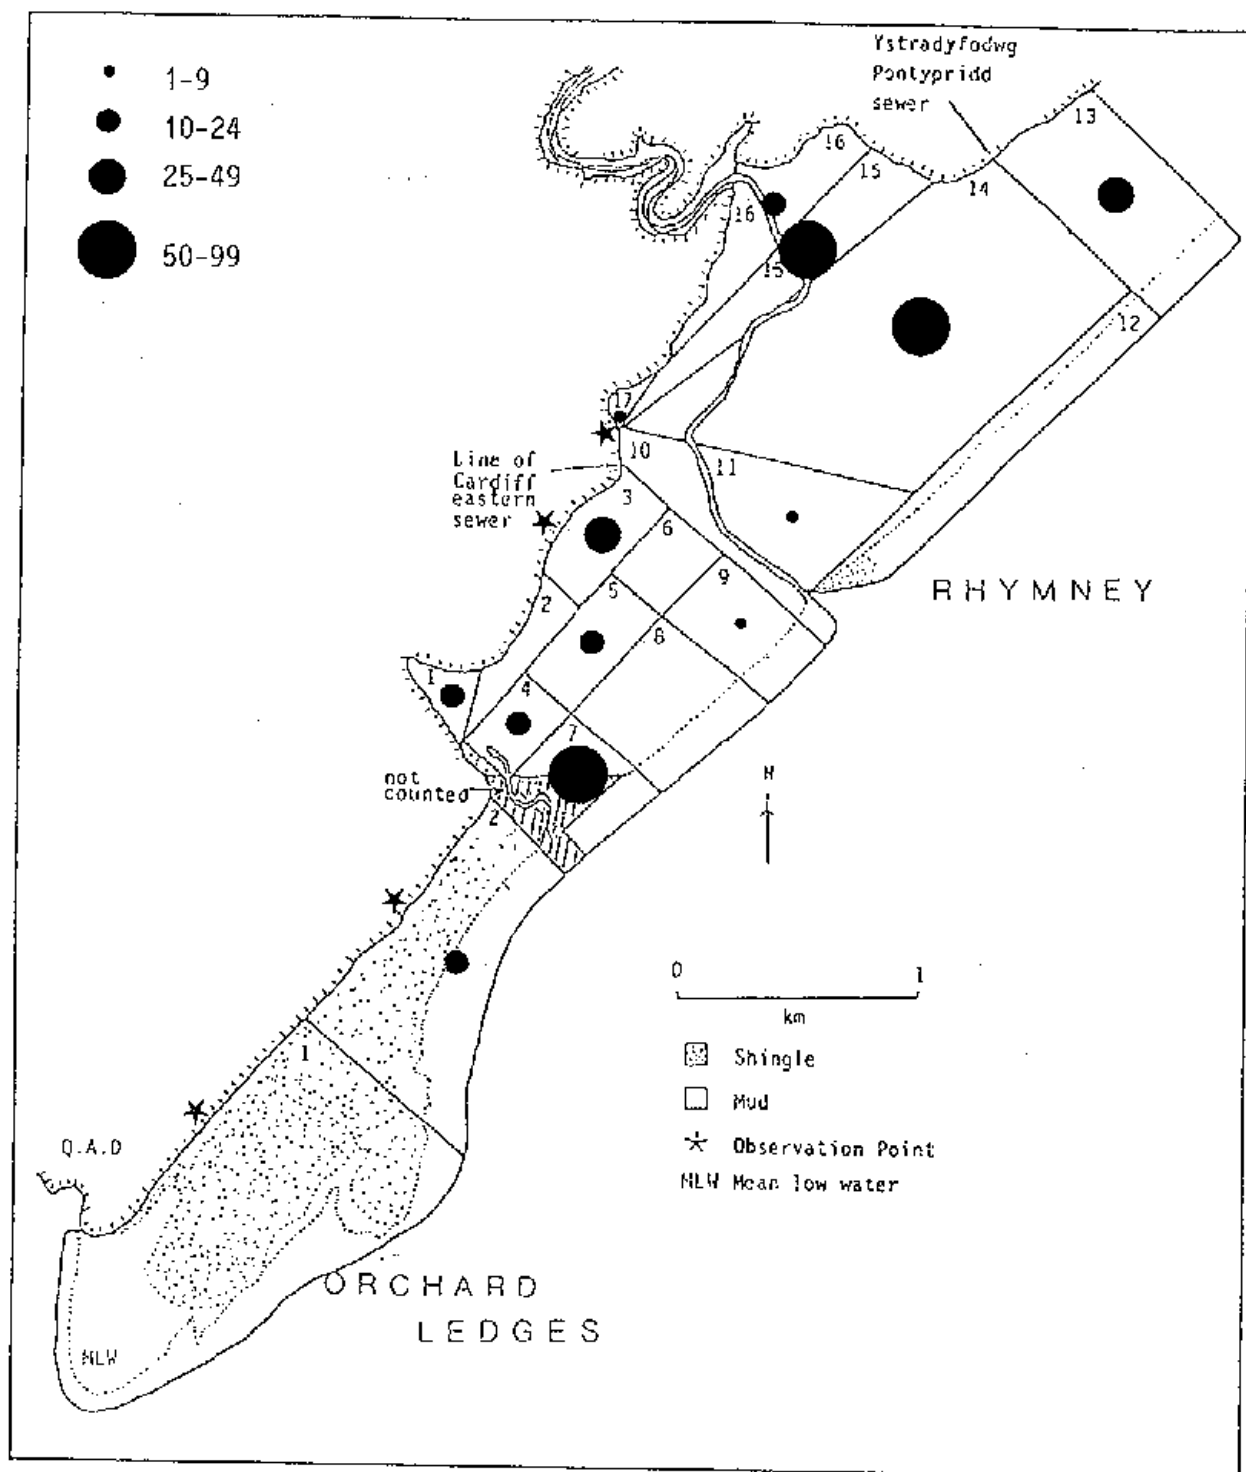 1-9
10-24
25-49
50-99
Ystradyfodwg
Pontypridd
sewer
13
16
15
14
16
15
12
17
10
11
Line of
Cardiff
eastern
sewer
3
6
9
2
5
8
1
4
7
RHYMNEY
not
counted
2
N
0 1
km
1
Shingle
Mud
Observation Point
MLW Mean low water
Q.A.D
ORCHARD
LEDGES
MLW